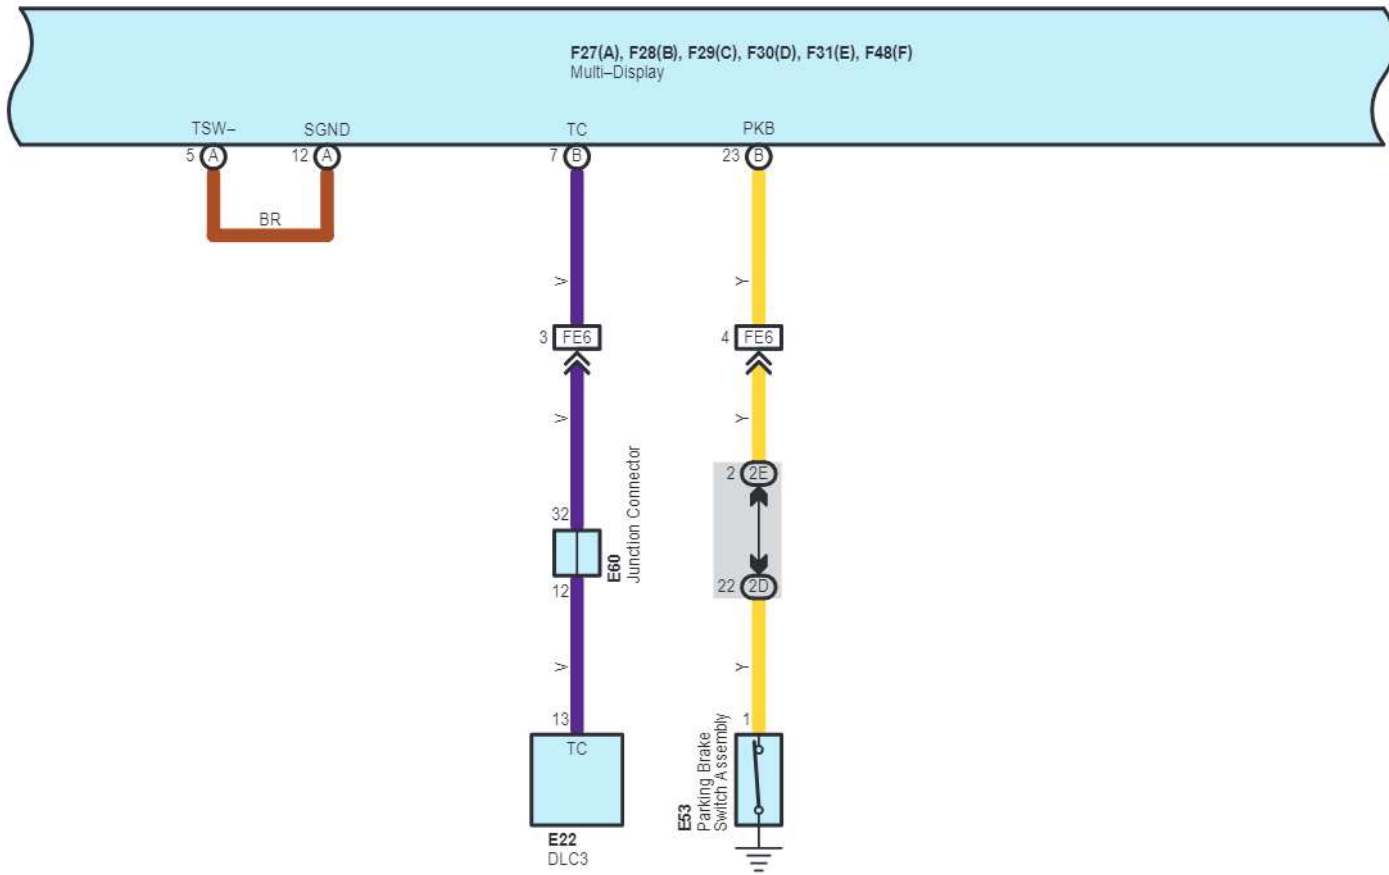 F27(A), F28(B), F29(C), F30(D), F31(E), F48(F)
Multi–Display
TSW–
SGND
TC
PKB
5 A
12 A
7 B
23 B
BR
V
Y
3 FE6
4 FE6
V
Y
2 2E
32
E60
Junction Connector
12
22 2D
V
Y
13
1
TC
E53
Parking Brake
Switch Assembly
E22
DLC3